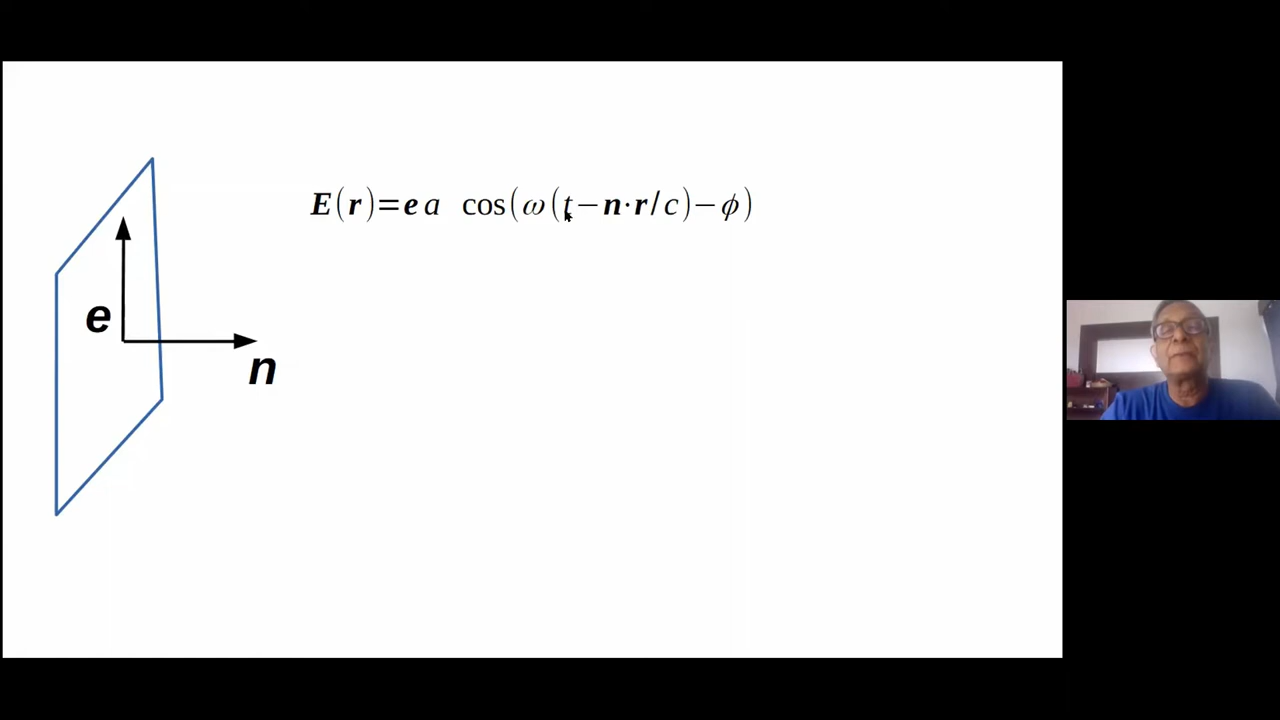 E(r)=e a cos(ω(t−n·r/c)−ϕ)
e
n